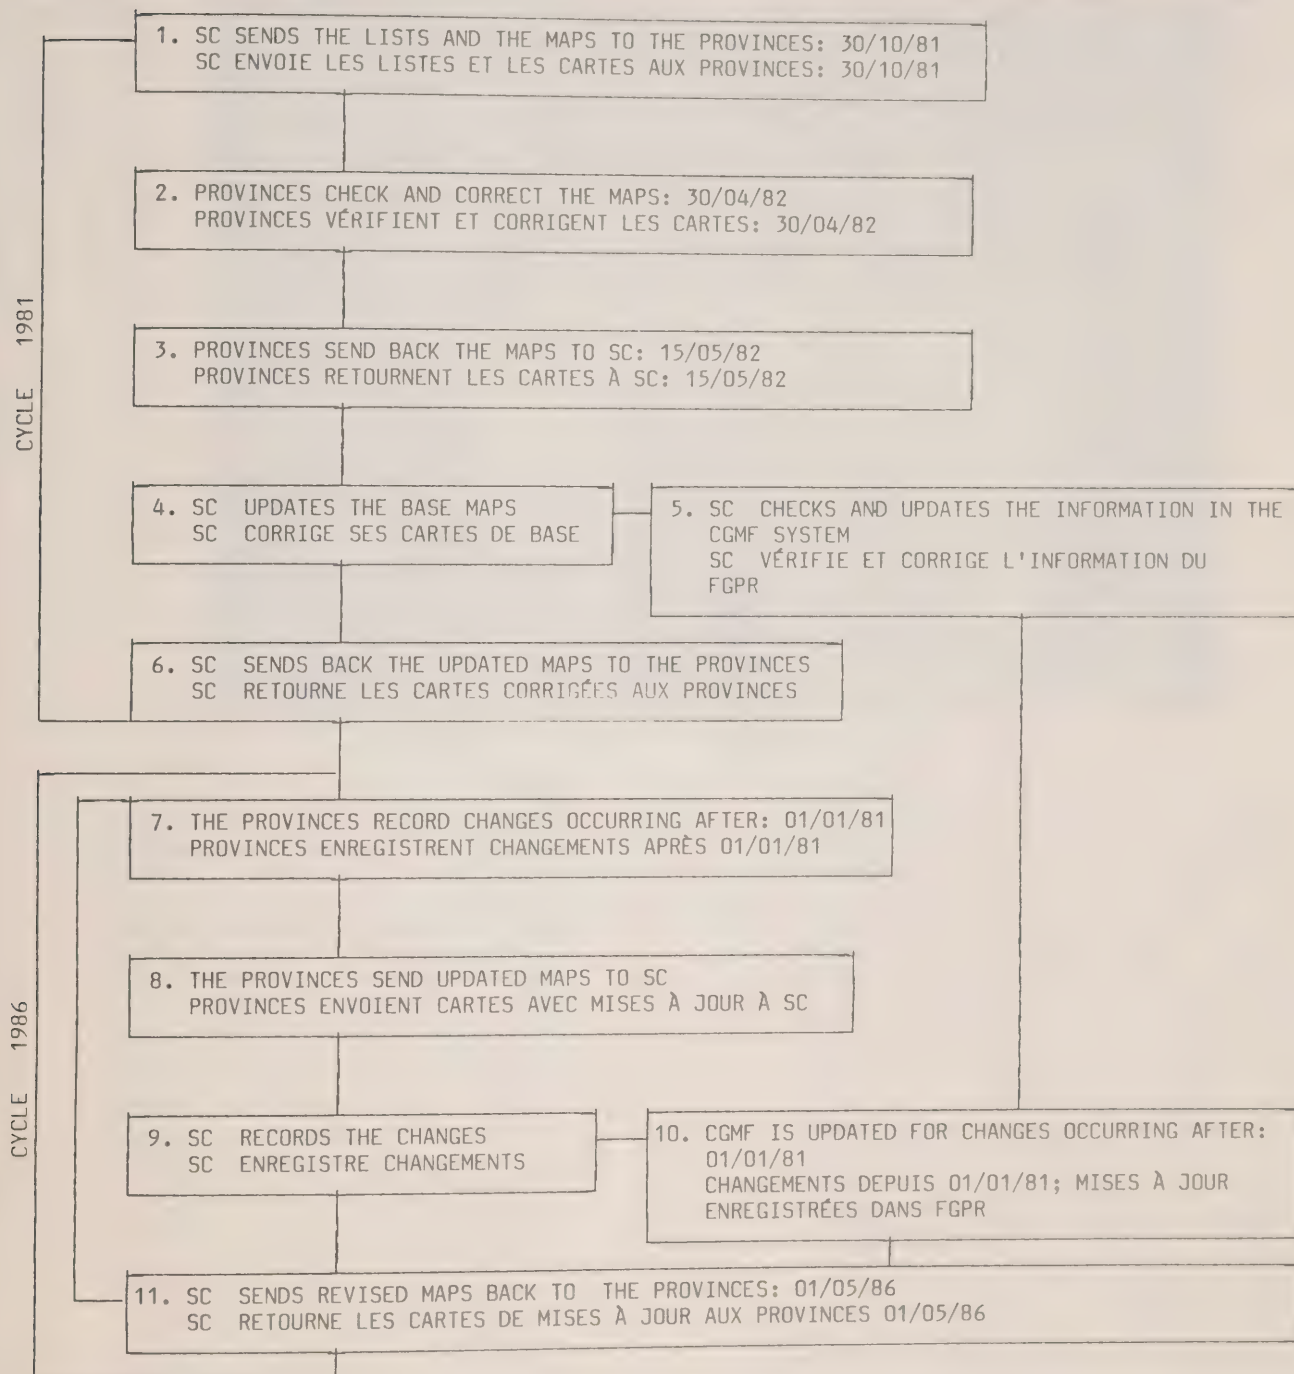 1. SC SENDS THE LISTS AND THE MAPS TO THE PROVINCES: 30/10/81
SC ENVOIE LES LISTES ET LES CARTES AUX PROVINCES: 30/10/81
2. PROVINCES CHECK AND CORRECT THE MAPS: 30/04/82
PROVINCES VÉRIFIENT ET CORRIGENT LES CARTES: 30/04/82
CYCLE 1981
3. PROVINCES SEND BACK THE MAPS TO SC: 15/05/82
PROVINCES RETOURNENT LES CARTES À SC: 15/05/82
4. SC UPDATES THE BASE MAPS
SC CORRIGE SES CARTES DE BASE
5. SC CHECKS AND UPDATES THE INFORMATION IN THE
CGMF SYSTEM
SC VÉRIFIE ET CORRIGE L'INFORMATION DU
FGPR
6. SC SENDS BACK THE UPDATED MAPS TO THE PROVINCES
SC RETOURNE LES CARTES CORRIGÉES AUX PROVINCES
7. THE PROVINCES RECORD CHANGES OCCURRING AFTER: 01/01/81
PROVINCES ENREGISTRENT CHANGEMENTS APRÈS 01/01/81
8. THE PROVINCES SEND UPDATED MAPS TO SC
PROVINCES ENVOIENT CARTES AVEC MISES À JOUR À SC
CYCLE 1986
9. SC RECORDS THE CHANGES
SC ENREGISTRE CHANGEMENTS
10. CGMF IS UPDATED FOR CHANGES OCCURRING AFTER:
01/01/81
CHANGEMENTS DEPUIS 01/01/81; MISES À JOUR
ENREGISTRÉES DANS FGPR
11. SC SENDS REVISED MAPS BACK TO THE PROVINCES: 01/05/86
SC RETOURNE LES CARTES DE MISES À JOUR AUX PROVINCES 01/05/86